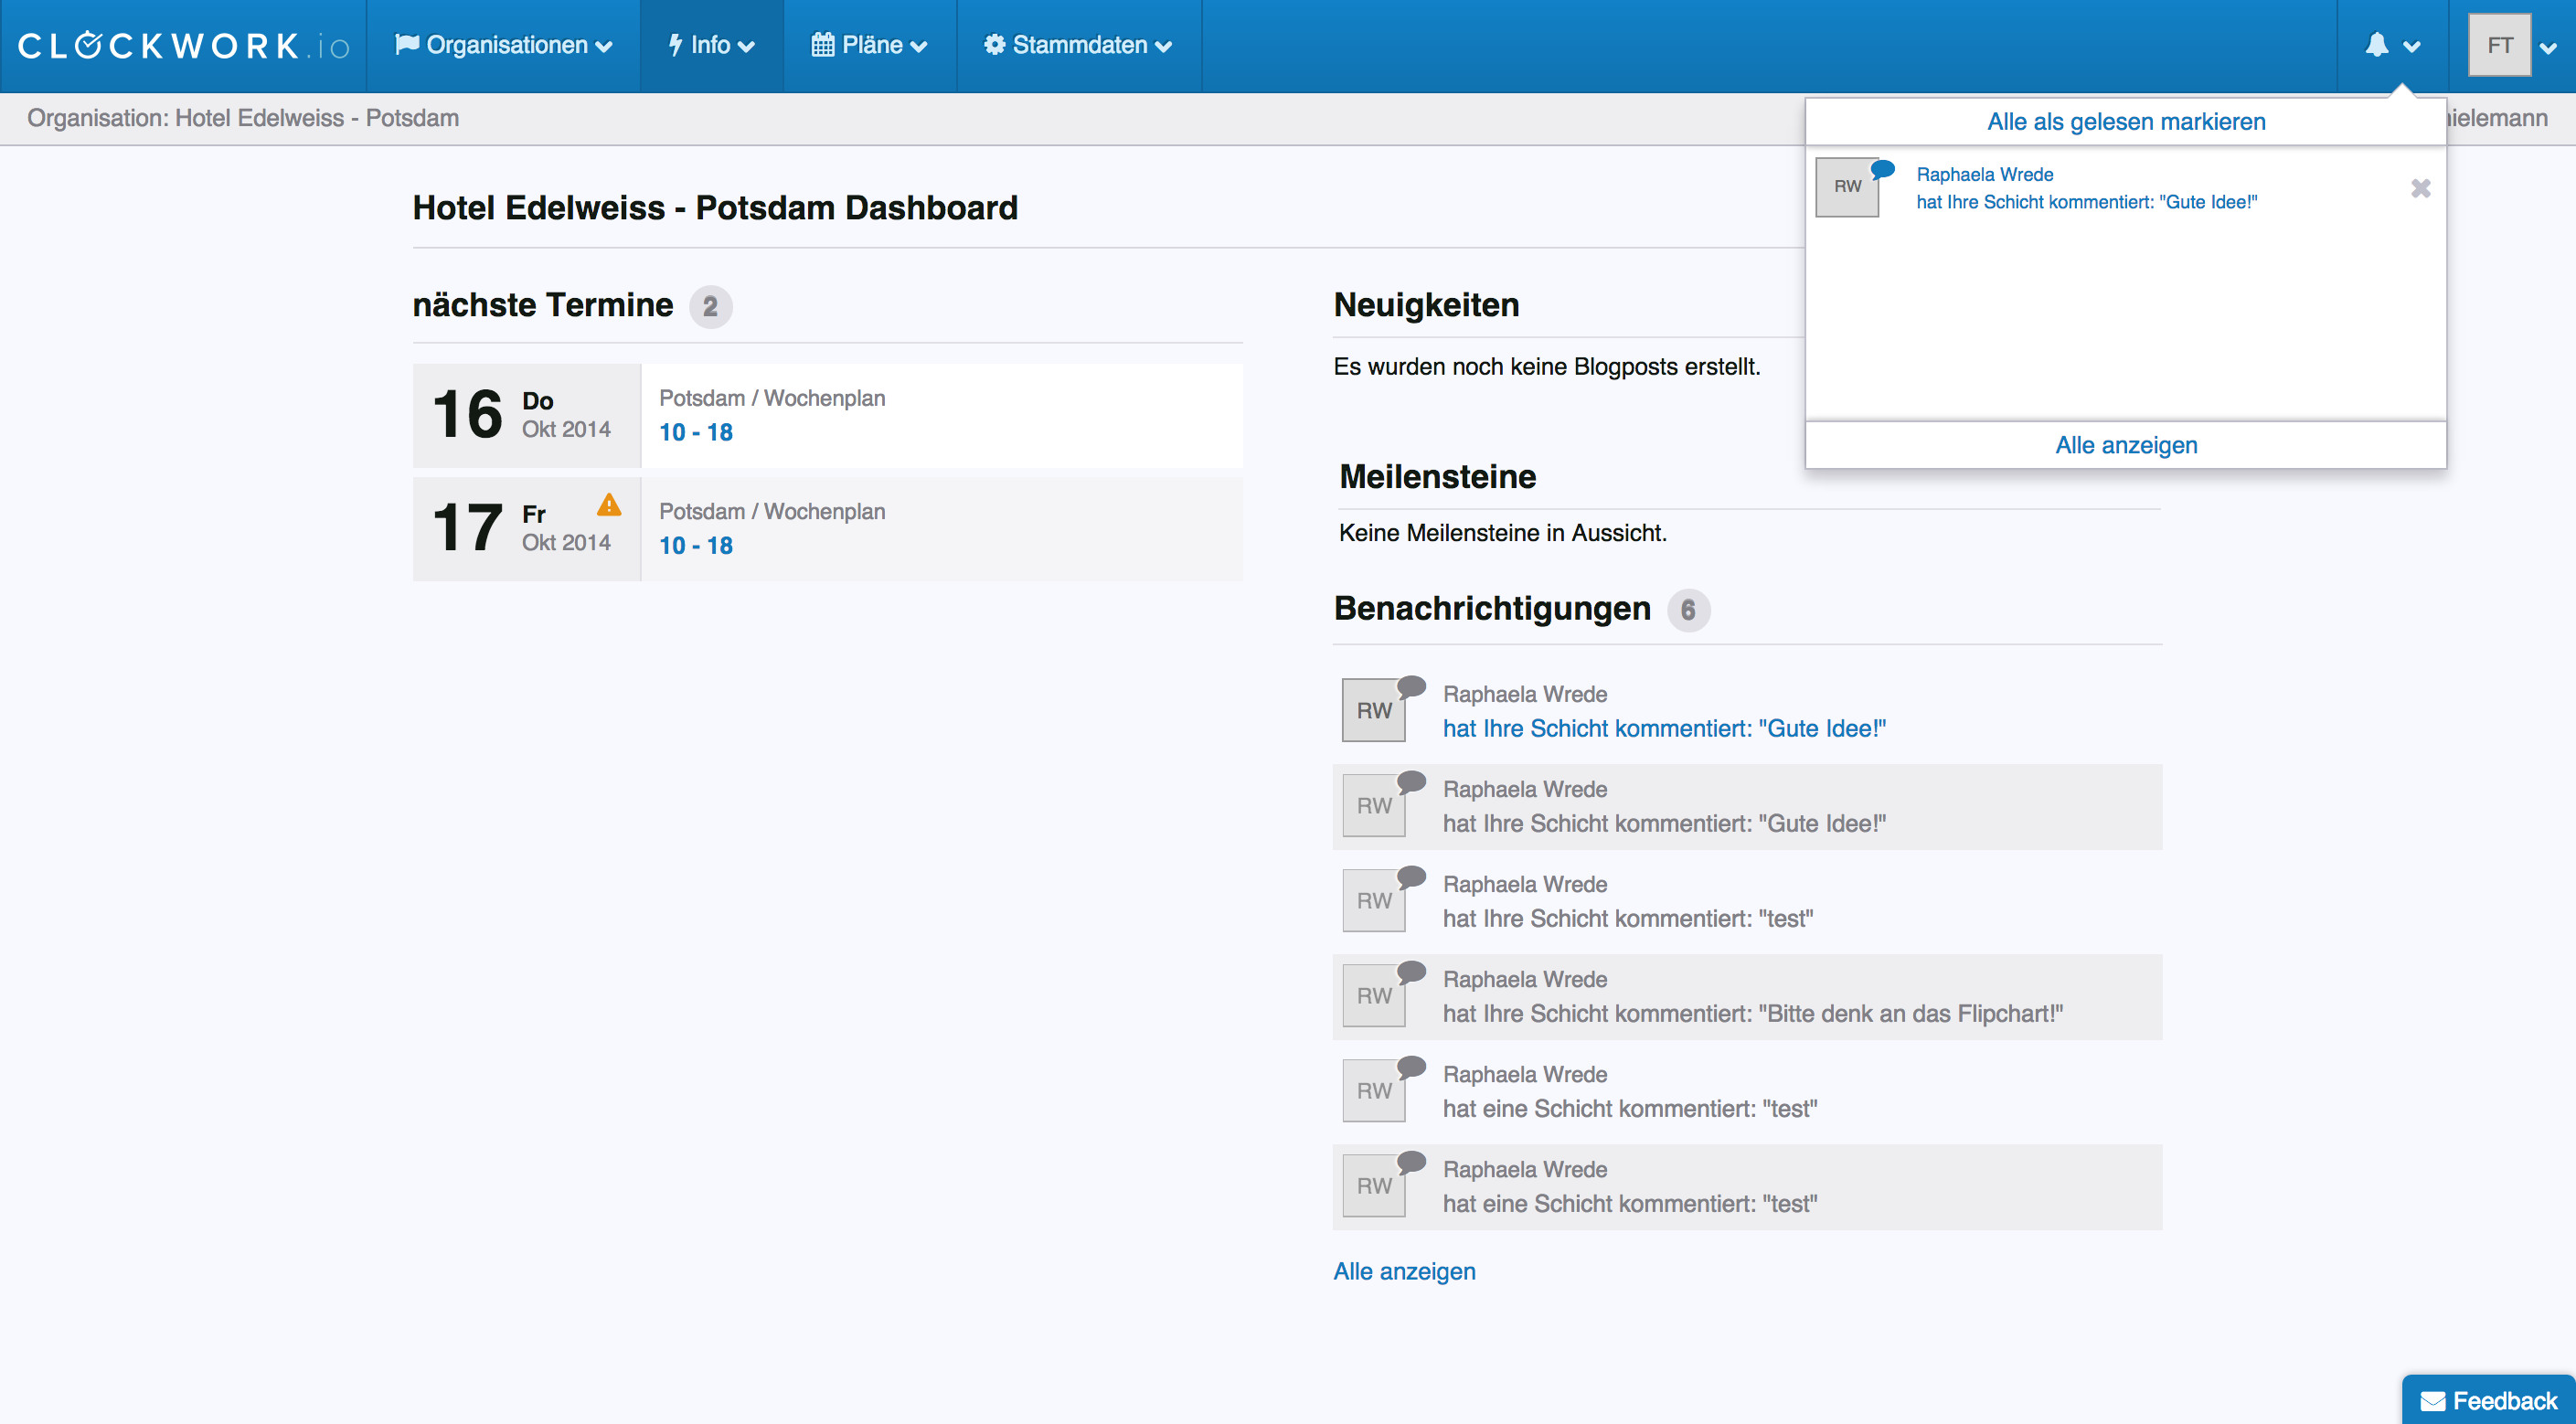 CLOCKWORK.io
Organisationen
Info
Pläne
Stammdaten
FT
Organisation: Hotel Edelweiss - Potsdam
ielemann
Alle als gelesen markieren
RW
Raphaela Wrede
hat Ihre Schicht kommentiert: "Gute Idee!"
Alle anzeigen
Hotel Edelweiss - Potsdam Dashboard
nächste Termine 2
16 Do
Okt 2014
Potsdam / Wochenplan
10 - 18
17 Fr
Okt 2014
Potsdam / Wochenplan
10 - 18
Neuigkeiten
Es wurden noch keine Blogposts erstellt.
Meilensteine
Keine Meilensteine in Aussicht.
Benachrichtigungen 6
RW
Raphaela Wrede
hat Ihre Schicht kommentiert: "Gute Idee!"
RW
Raphaela Wrede
hat Ihre Schicht kommentiert: "Gute Idee!"
RW
Raphaela Wrede
hat Ihre Schicht kommentiert: "test"
RW
Raphaela Wrede
hat Ihre Schicht kommentiert: "Bitte denk an das Flipchart!"
RW
Raphaela Wrede
hat eine Schicht kommentiert: "test"
RW
Raphaela Wrede
hat eine Schicht kommentiert: "test"
Alle anzeigen
Feedback